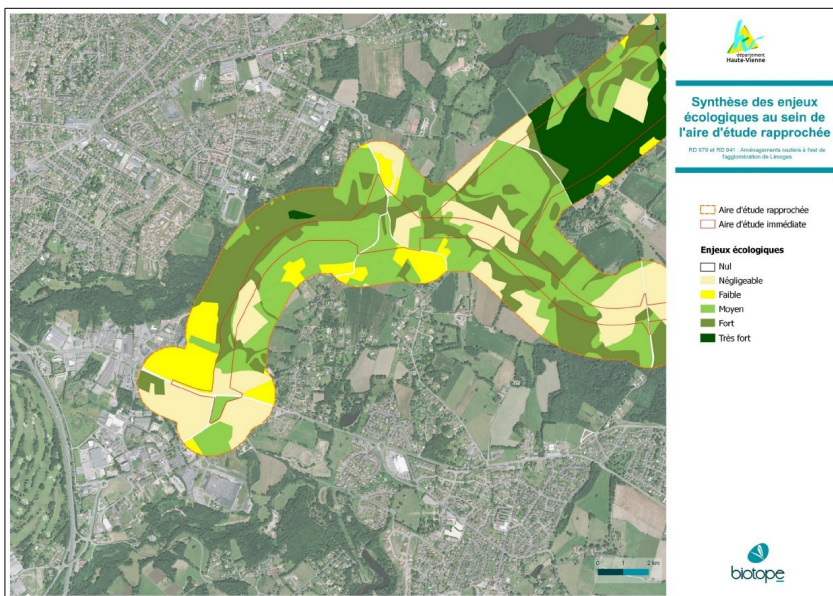 département
Haute-Vienne
Synthèse des enjeux
écologiques au sein de
l'aire d'étude rapprochée
RD 979 et RD 941 : Aménagements routiers à l'est de
l'agglomération de Limoges
Aire d'étude rapprochée
Aire d'étude immédiate
Enjeux écologiques
Nul
Négligeable
Faible
Moyen
Fort
Très fort
0 1 2 km
biotope